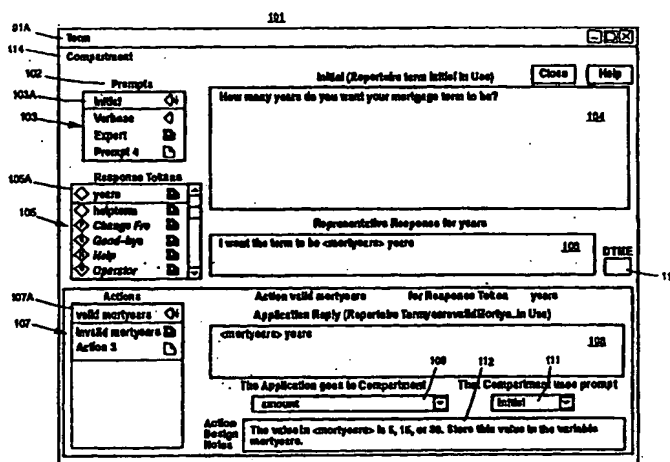 101
91A
Term
114
Compartment
102
Prompts
Initial (Repertoire term initial in Use)
Close
Help
103A
Initial
How many years do you want your mortgage term to be?
103
Verbose
Expert
Prompt 4
104
105A
Response Tokens
years
105
helpterm
Change Fre
Good-bye
Help
Operator
Representative Response for years
I want the term to be <mortyears> years
DTMF
11
107A
Actions
Action valid mortyears for Response Token years
valid mortyears
Application Reply (Repertoire TermyearsvalidMortye..in Use)
107
invalid mortyears
Action 3
<mortyears> years
108
112
111
The Application goes to Compartment
That Compartment uses prompt
amount
initial
Action Design Notes
The value in <mortyears> is 5, 15, or 30. Store this value in the variable
mortyears.